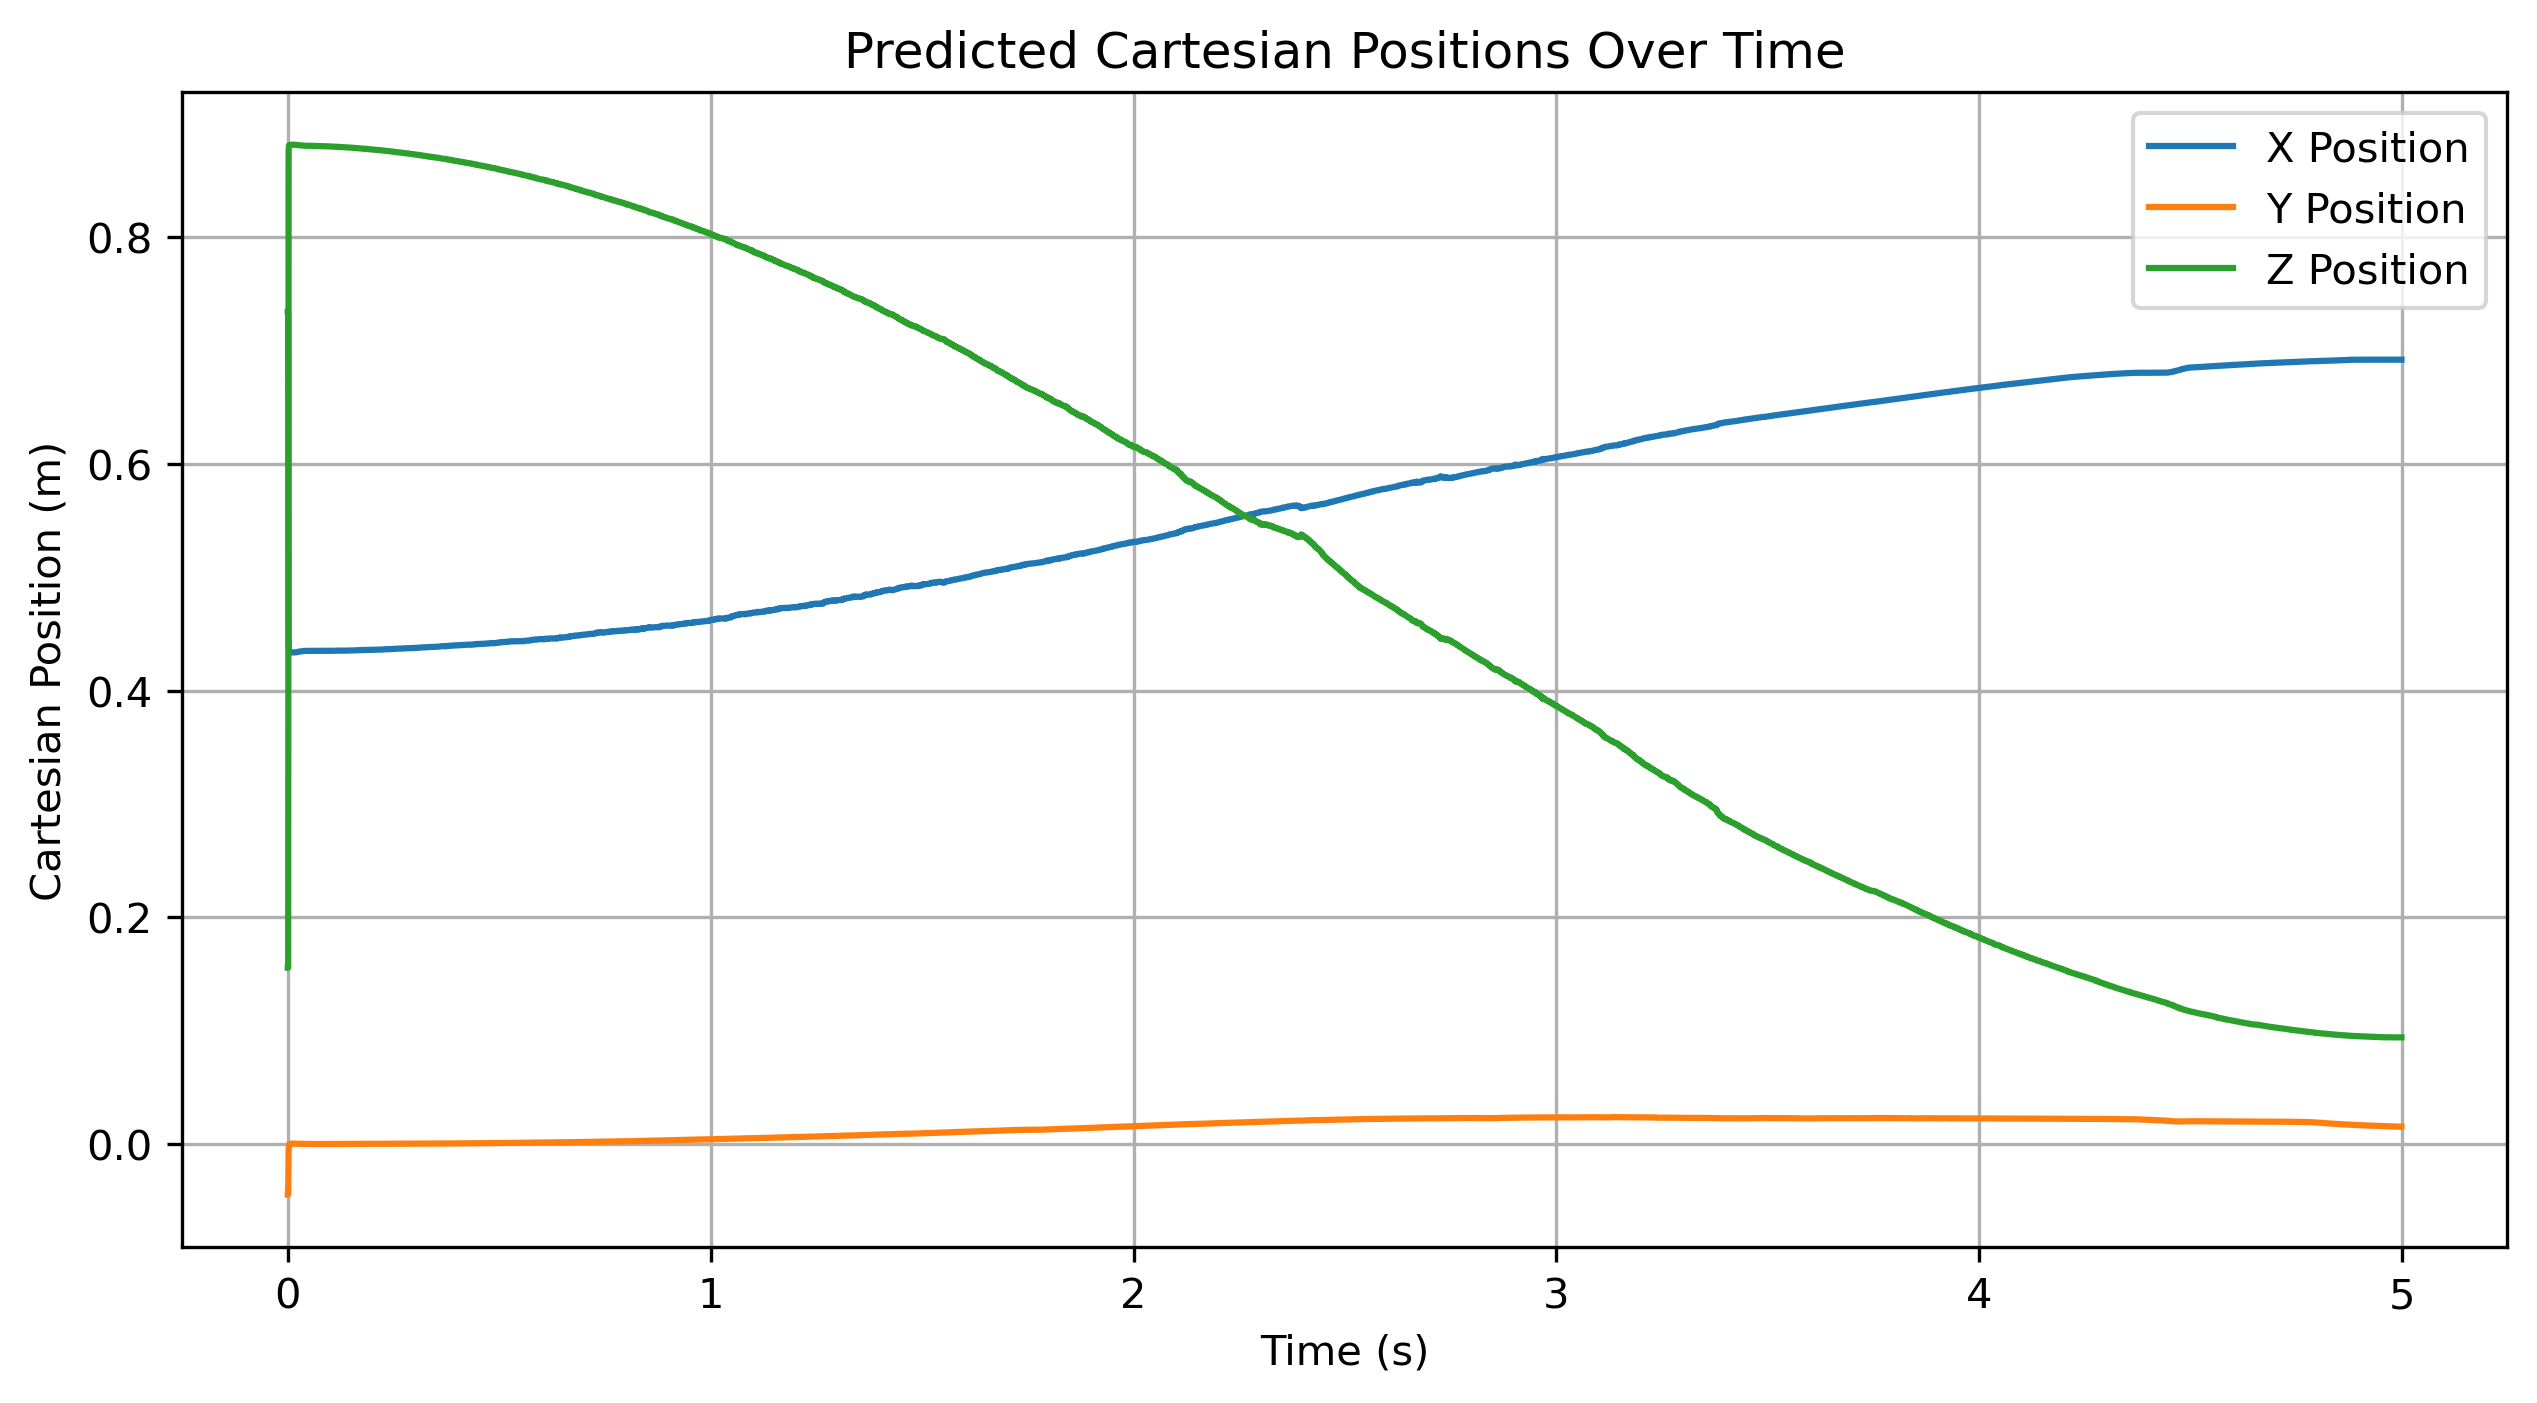 Predicted Cartesian Positions Over Time
X Position
Y Position
Z Position
Cartesian Position (m)
0.8
0.6
0.4
0.2
0.0
0 1 2 3 4 5
Time (s)